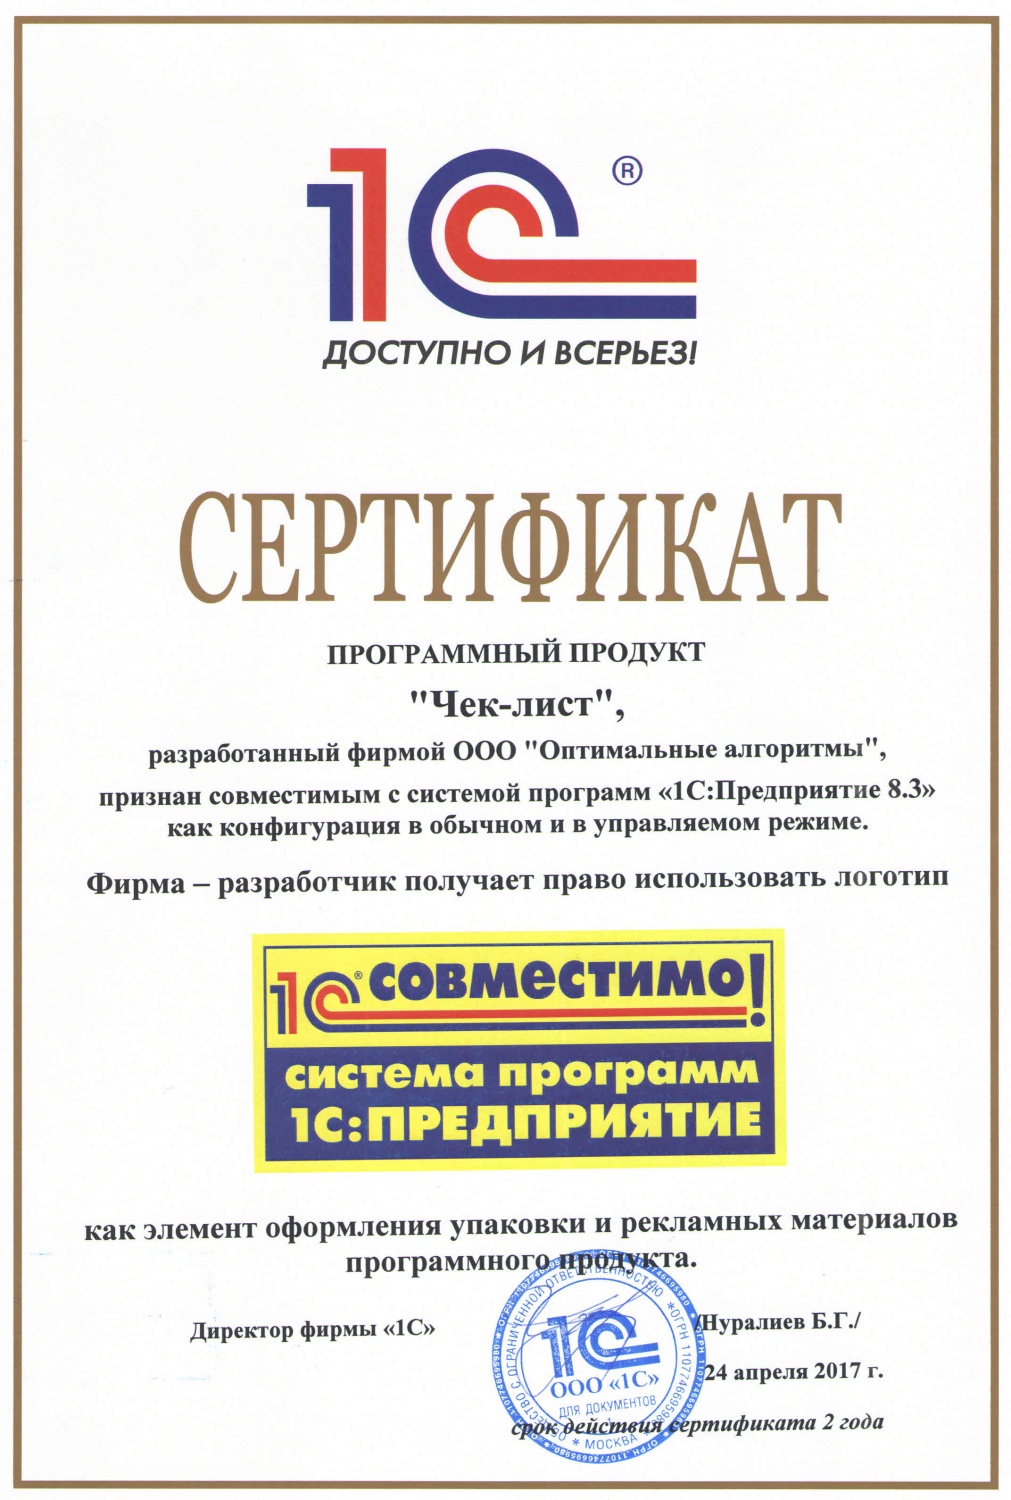 1С®
ДОСТУПНО И ВСЕРЬЕЗ!
СЕРТИФИКАТ
ПРОГРАММНЫЙ ПРОДУКТ
"Чек-лист",
разработанный фирмой ООО "Оптимальные алгоритмы",
признан совместимым с системой программ «1С:Предприятие 8.3»
как конфигурация в обычном и в управляемом режиме.
Фирма – разработчик получает право использовать логотип
1С® совместимо!
система программ
1С:ПРЕДПРИЯТИЕ
как элемент оформления упаковки и рекламных материалов
программного продукта.
Директор фирмы «1С»
/Нуралиев Б.Г./
24 апреля 2017 г.
срок действия сертификата 2 года
ОБЩЕСТВО С ОГРАНИЧЕННОЙ ОТВЕТСТВЕННОСТЬЮ * ОГРН 1107746695980 * МОСКВА *
1С
ООО «1С»
ДЛЯ ДОКУМЕНТОВ
1